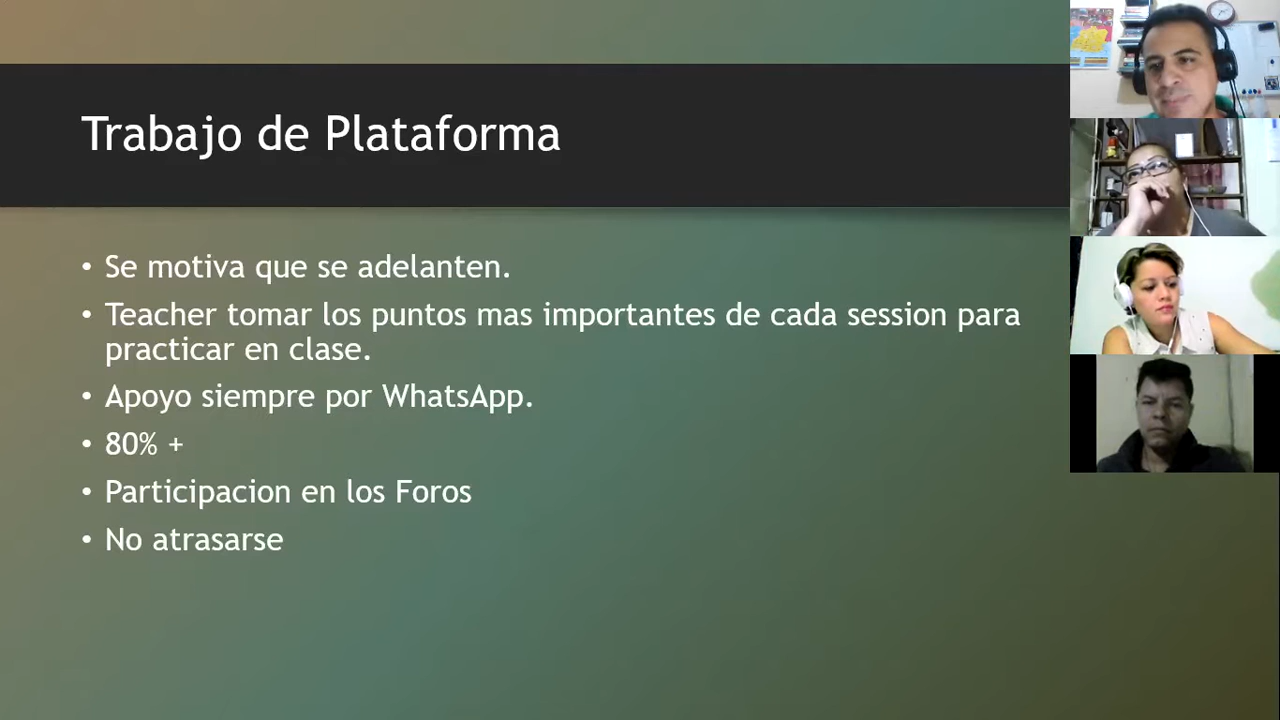 Trabajo de Plataforma
• Se motiva que se adelanten.
• Teacher tomar los puntos mas importantes de cada session para
practicar en clase.
• Apoyo siempre por WhatsApp.
• 80% +
• Participacion en los Foros
• No atrasarse